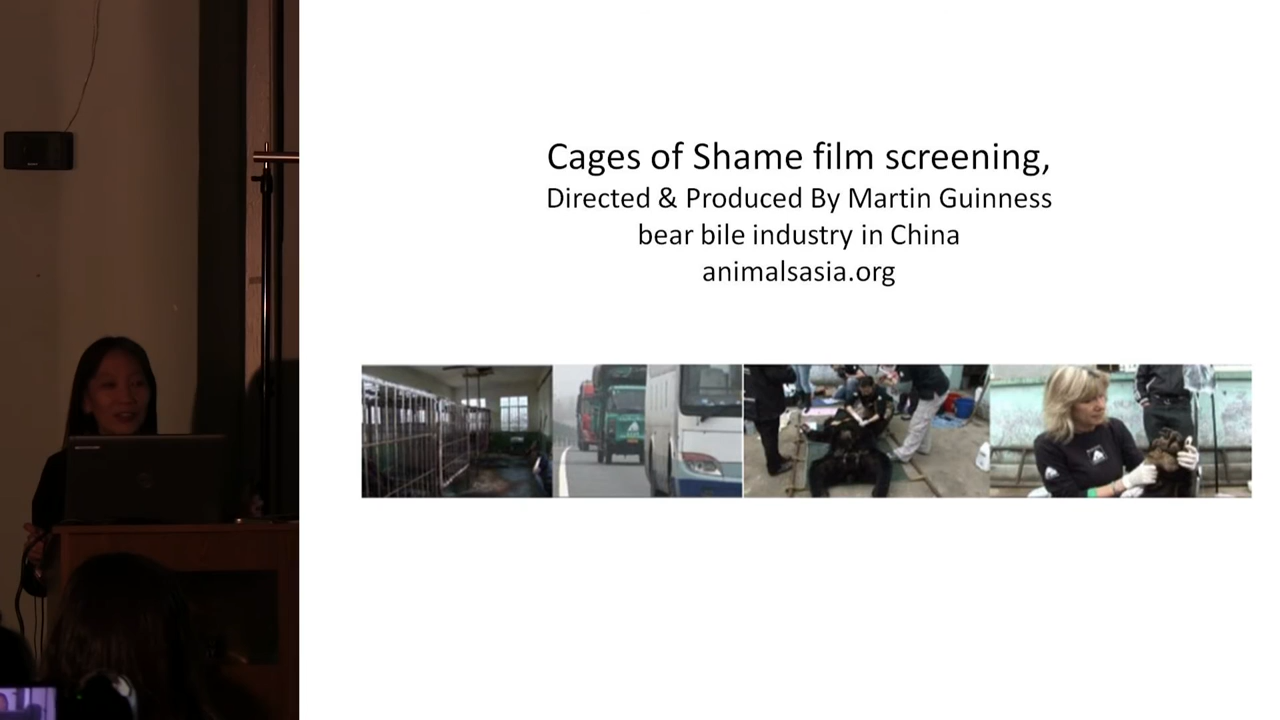 Cages of Shame film screening,
Directed & Produced By Martin Guinness
bear bile industry in China
animalsasia.org